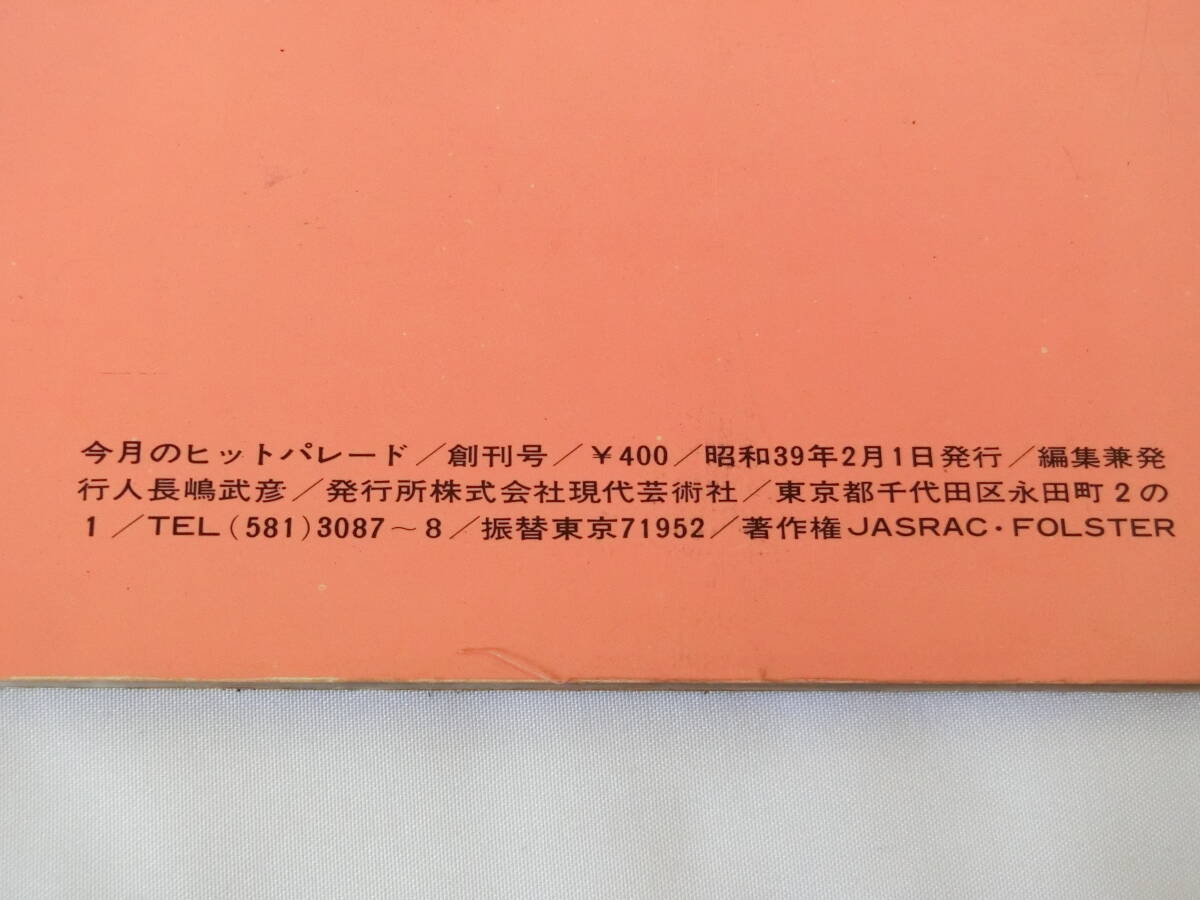 今月のヒットパレード／創刊号／￥400／昭和39年2月1日発行／編集兼発
行人長嶋武彦／発行所株式会社現代芸術社／東京都千代田区永田町２の
１／TEL(581)3087～8／振替東京71952／著作権JASRAC・FOLSTER